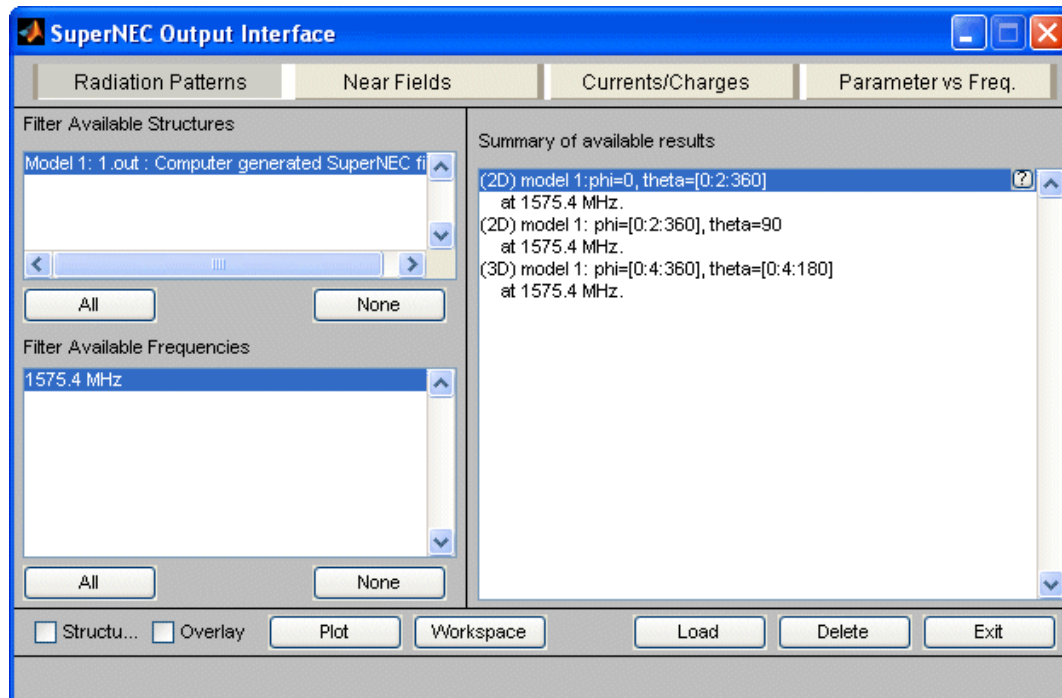 SuperNEC Output Interface
Radiation Patterns Near Fields Currents/Charges Parameter vs Freq.
Filter Available Structures
Model 1: 1.out : Computer generated SuperNEC fi
All None
Filter Available Frequencies
1575.4 MHz
All None
Summary of available results
(2D) model 1:phi=0, theta=[0:2:360] ?
at 1575.4 MHz.
(2D) model 1: phi=[0:2:360], theta=90
at 1575.4 MHz.
(3D) model 1: phi=[0:4:360], theta=[0:4:180]
at 1575.4 MHz.
Structu... Overlay Plot Workspace Load Delete Exit